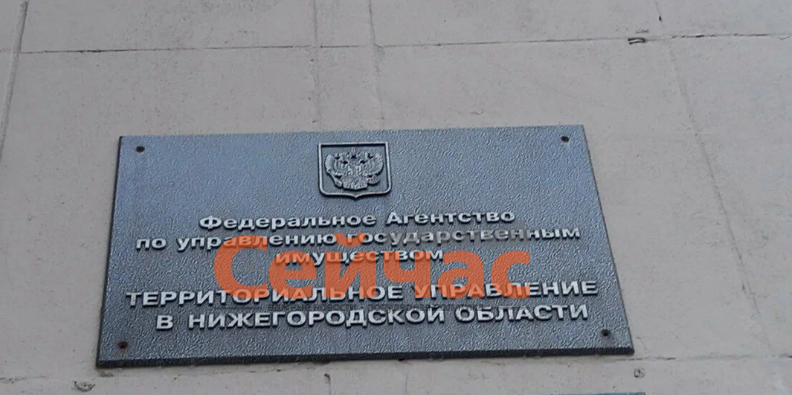 Федеральное Агентство
по управлению государственным
имуществом
Сейчас
ТЕРРИТОРИАЛЬНОЕ УПРАВЛЕНИЕ
В НИЖЕГОРОДСКОЙ ОБЛАСТИ